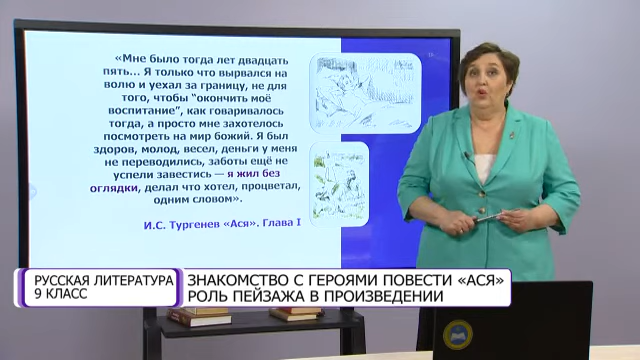 «Мне было тогда лет двадцать
пять... Я только что вырвался на
волю и уехал за границу, не для
того, чтобы “окончить моё
воспитание”, как говаривалось
тогда, а просто мне захотелось
посмотреть на мир божий. Я был
здоров, молод, весел, деньги у меня
не переводились, заботы ещё не
успели завестись — я жил без
оглядки, делал что хотел, процветал,
одним словом».
И.С. Тургенев «Ася». Глава I
РУССКАЯ ЛИТЕРАТУРА
9 КЛАСС
ЗНАКОМСТВО С ГЕРОЯМИ ПОВЕСТИ «АСЯ»
РОЛЬ ПЕЙЗАЖА В ПРОИЗВЕДЕНИИ